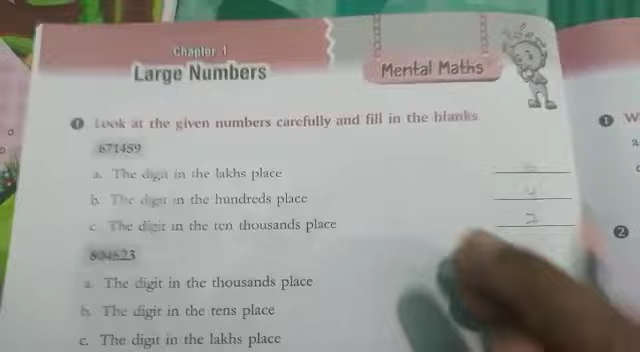 Chapter 1
Large Numbers
Mental Maths
1 Look at the given numbers carefully and fill in the blanks
671459
a. The digit in the lakhs place
b. The digit in the hundreds place 4
c. The digit in the ten thousands place
804623
a. The digit in the thousands place
b. The digit in the tens place
c. The digit in the lakhs place
1 W
a
2